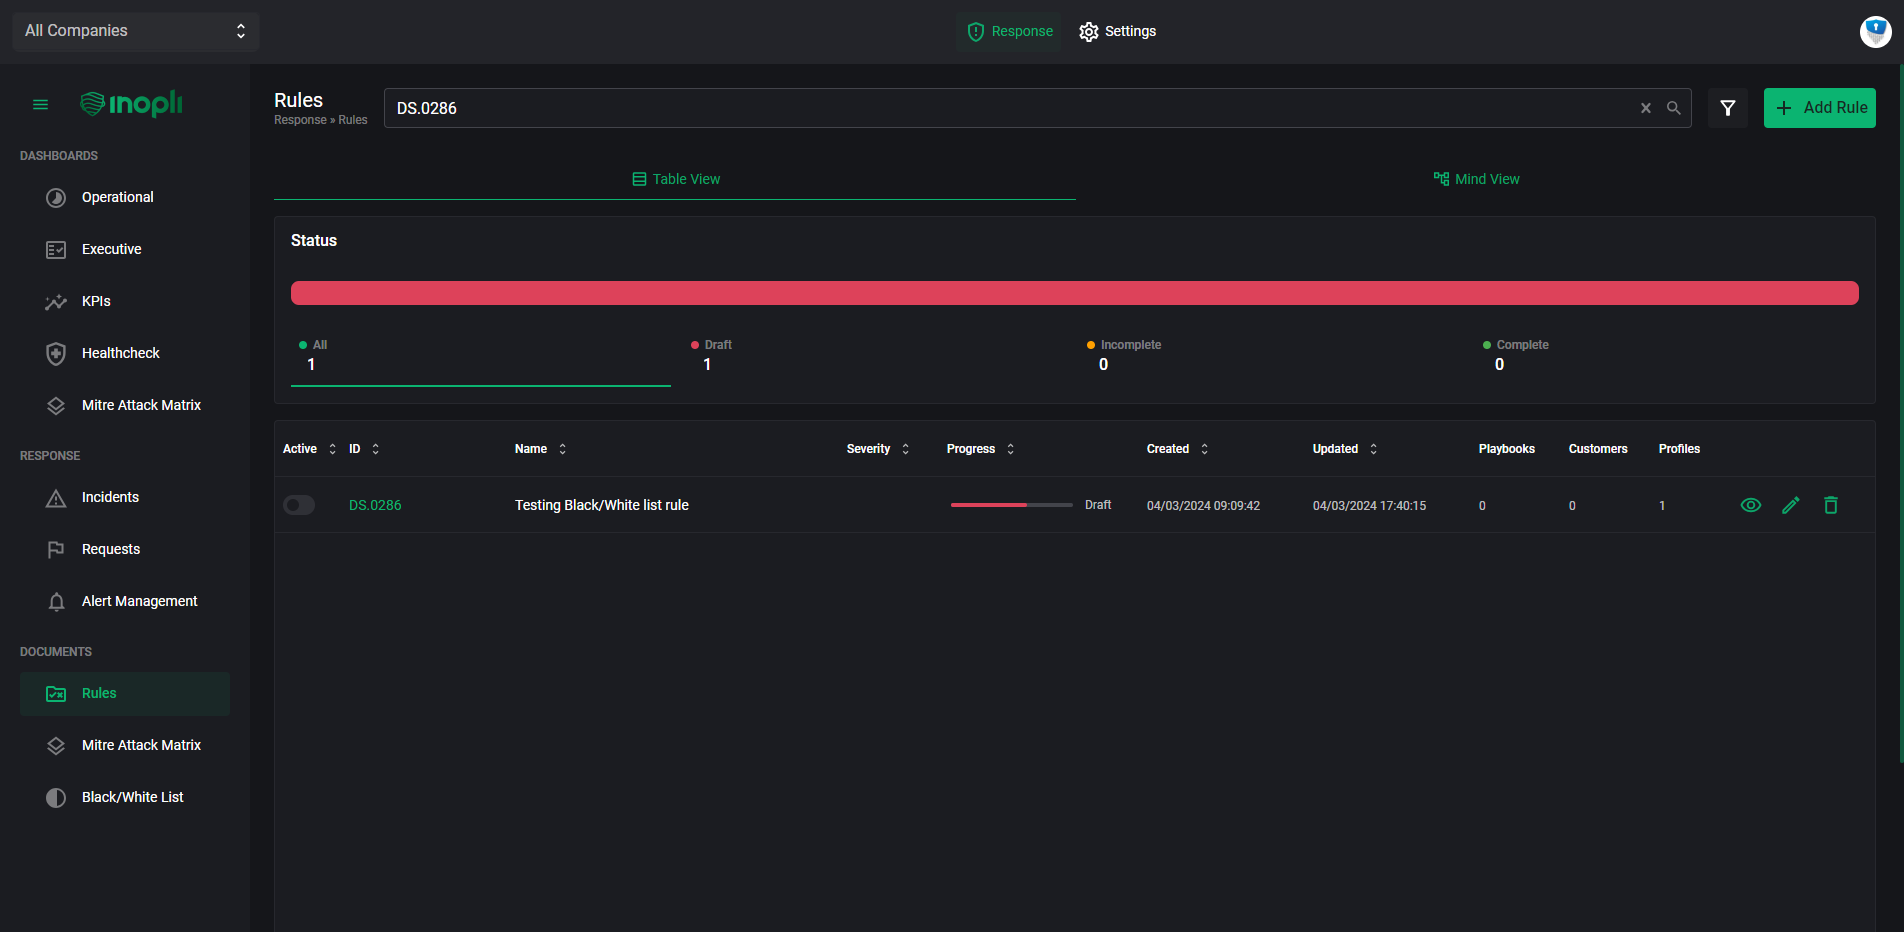 All Companies
Response
Settings
inopli
DASHBOARDS
Operational
Executive
KPIs
Healthcheck
Mitre Attack Matrix
RESPONSE
Incidents
Requests
Alert Management
DOCUMENTS
Rules
Mitre Attack Matrix
Black/White List
Rules
Response » Rules
DS.0286
Add Rule
Table View
Mind View
Status
All
1
Draft
1
Incomplete
0
Complete
0
Active ID Name Severity Progress Created Updated Playbooks Customers Profiles
DS.0286 Testing Black/White list rule Draft 04/03/2024 09:09:42 04/03/2024 17:40:15 0 0 1